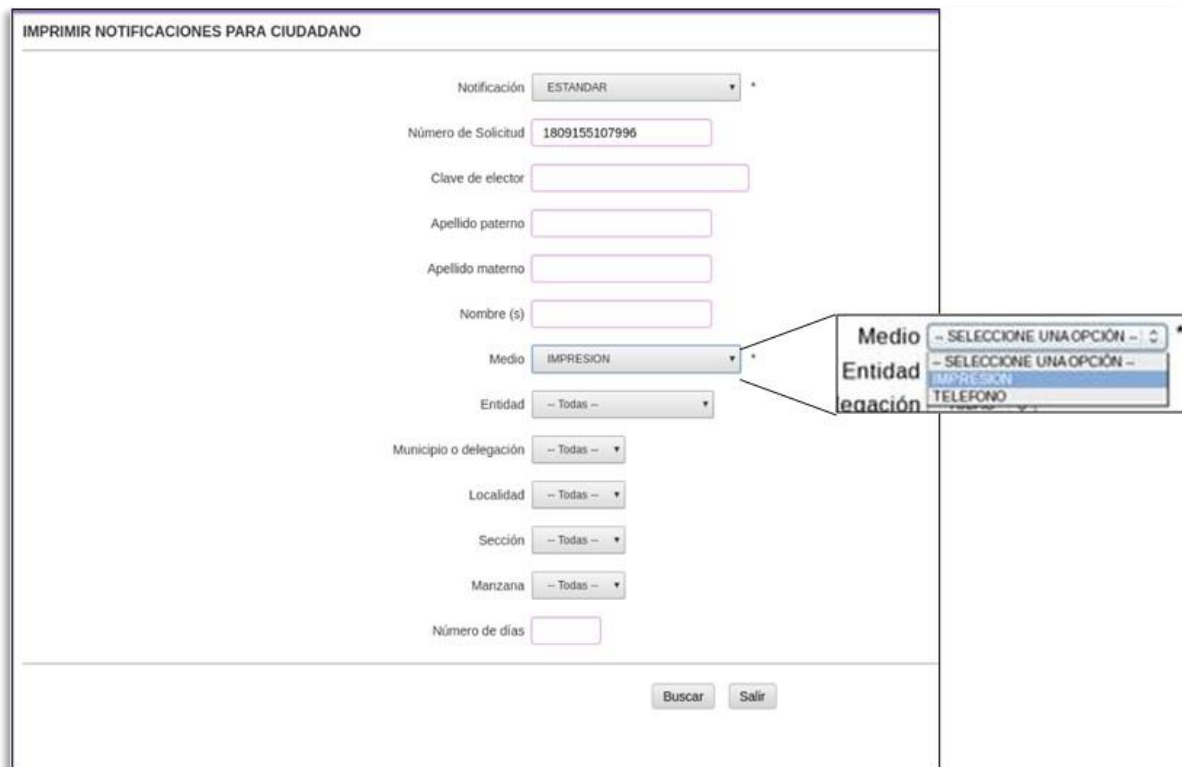 IMPRIMIR NOTIFICACIONES PARA CIUDADANO
Notificación ESTANDAR *
Número de Solicitud 1809155107996
Clave de elector
Apellido paterno
Apellido materno
Nombre (s)
Medio IMPRESION *
Entidad -- Todas --
Municipio o delegación -- Todas --
Localidad -- Todas --
Sección -- Todas --
Manzana -- Todas --
Número de días
Buscar Salir
Medio -- SELECCIONE UNA OPCIÓN -- *
-- SELECCIONE UNA OPCIÓN --
Entidad IMPRESION
TELEFONO